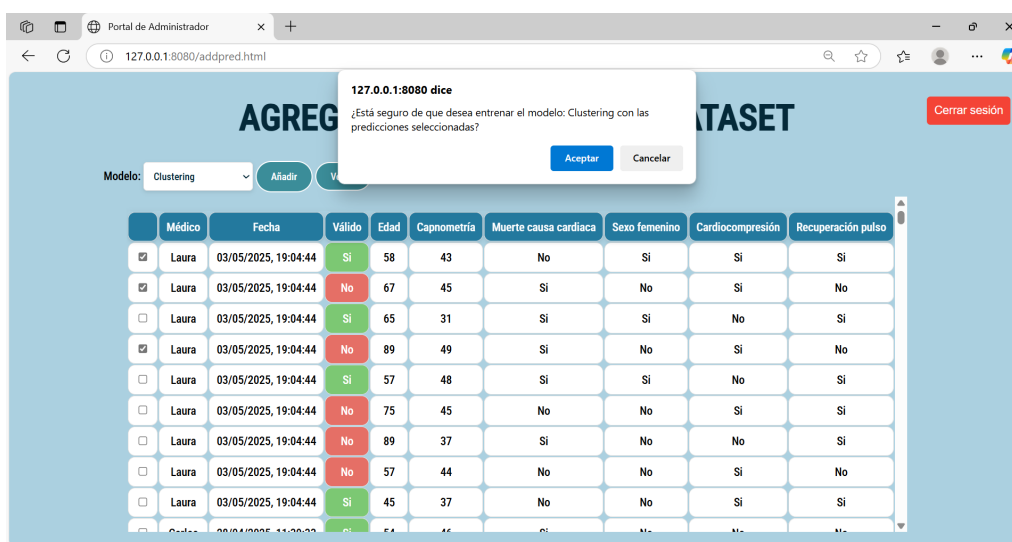 Portal de Administrador
127.0.0.1:8080/addpred.html
127.0.0.1:8080 dice
¿Está seguro de que desea entrenar el modelo: Clustering con las
predicciones seleccionadas?
Aceptar Cancelar
AGREG ATASET
Cerrar sesión
Modelo: Clustering Añadir
Médico Fecha Válido Edad Capnometría Muerte causa cardiaca Sexo femenino Cardiocompresión Recuperación pulso
Laura 03/05/2025, 19:04:44 Si 58 43 No Si Si Si
Laura 03/05/2025, 19:04:44 No 67 45 Si No Si No
Laura 03/05/2025, 19:04:44 Si 65 31 Si Si No Si
Laura 03/05/2025, 19:04:44 No 89 49 Si No Si No
Laura 03/05/2025, 19:04:44 Si 57 48 Si Si No Si
Laura 03/05/2025, 19:04:44 No 75 45 No No Si Si
Laura 03/05/2025, 19:04:44 No 89 37 Si No No Si
Laura 03/05/2025, 19:04:44 No 57 44 No No Si No
Laura 03/05/2025, 19:04:44 Si 45 37 No No Si Si